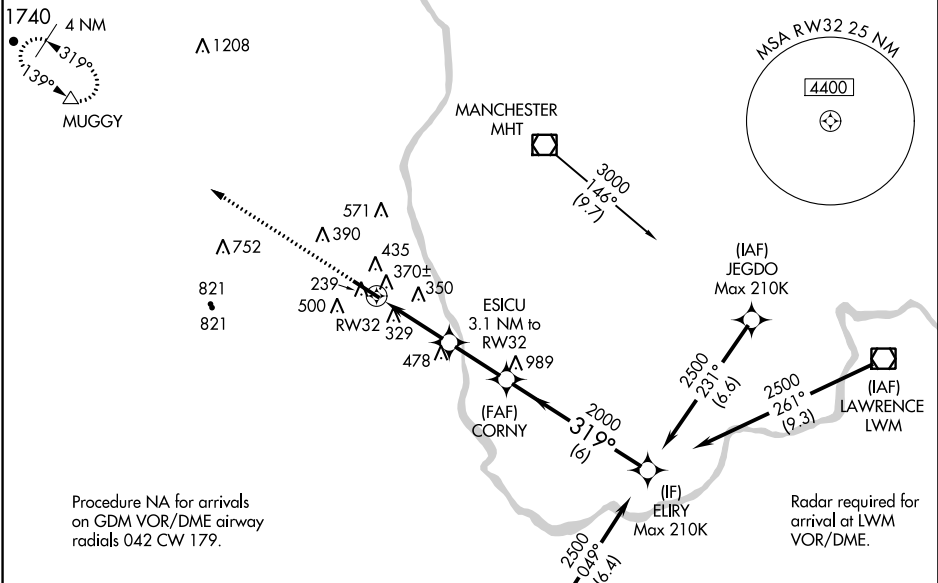 1740
4 NM
319°
139°
MUGGY
1208
MSA RW32 25 NM
4400
MANCHESTER
MHT
3000
146°
(9.7)
571
390
752
435
370±
239
350
821
821
500
RW32
329
478
ESICU
3.1 NM to
RW32
989
(FAF)
CORNY
(IAF)
JEGDO
Max 210K
2500
231°
(6.6)
2500
261°
(9.3)
(IAF)
LAWRENCE
LWM
2000
319°
(6)
(IF)
ELIRY
Max 210K
2500
049°
(6.4)
Procedure NA for arrivals
on GDM VOR/DME airway
radials 042 CW 179.
Radar required for
arrival at LWM
VOR/DME.